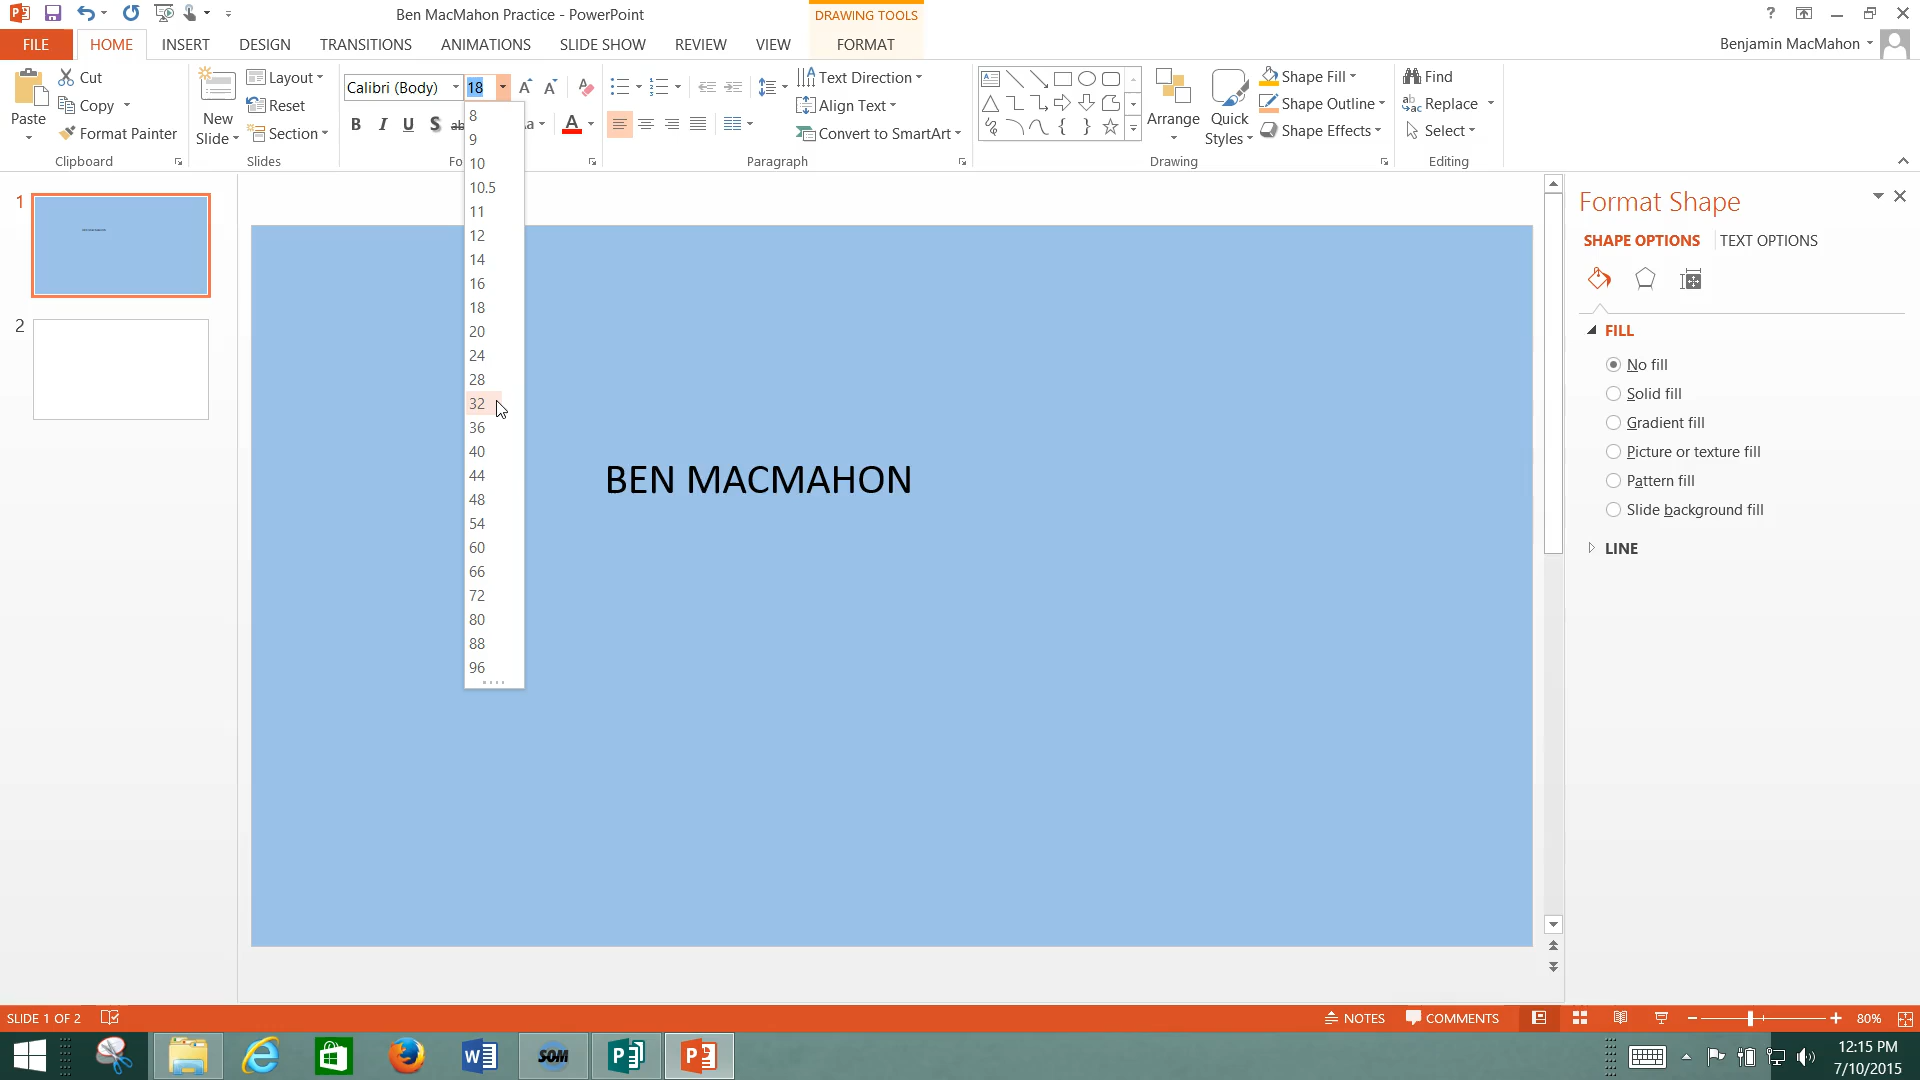 Ben MacMahon Practice - PowerPoint
DRAWING TOOLS
?
FILE
HOME
INSERT
DESIGN
TRANSITIONS
ANIMATIONS
SLIDE SHOW
REVIEW
VIEW
FORMAT
Benjamin MacMahon
Paste
Cut
Copy
Format Painter
Clipboard
New
Slide
Layout
Reset
Section
Slides
Calibri (Body)
18
A
A
B
I
U
S
abc
A
Text Direction
Align Text
Convert to SmartArt
Paragraph
Arrange
Quick
Styles
Shape Fill
Shape Outline
Shape Effects
Drawing
Find
Replace
Select
Editing
8
9
10
10.5
11
12
14
16
18
20
24
28
32
36
40
44
48
54
60
66
72
80
88
96
1
2
BEN MACMAHON
Format Shape
SHAPE OPTIONS
TEXT OPTIONS
FILL
No fill
Solid fill
Gradient fill
Picture or texture fill
Pattern fill
Slide background fill
LINE
SLIDE 1 OF 2
NOTES
COMMENTS
80%
SOM
12:15 PM
7/10/2015